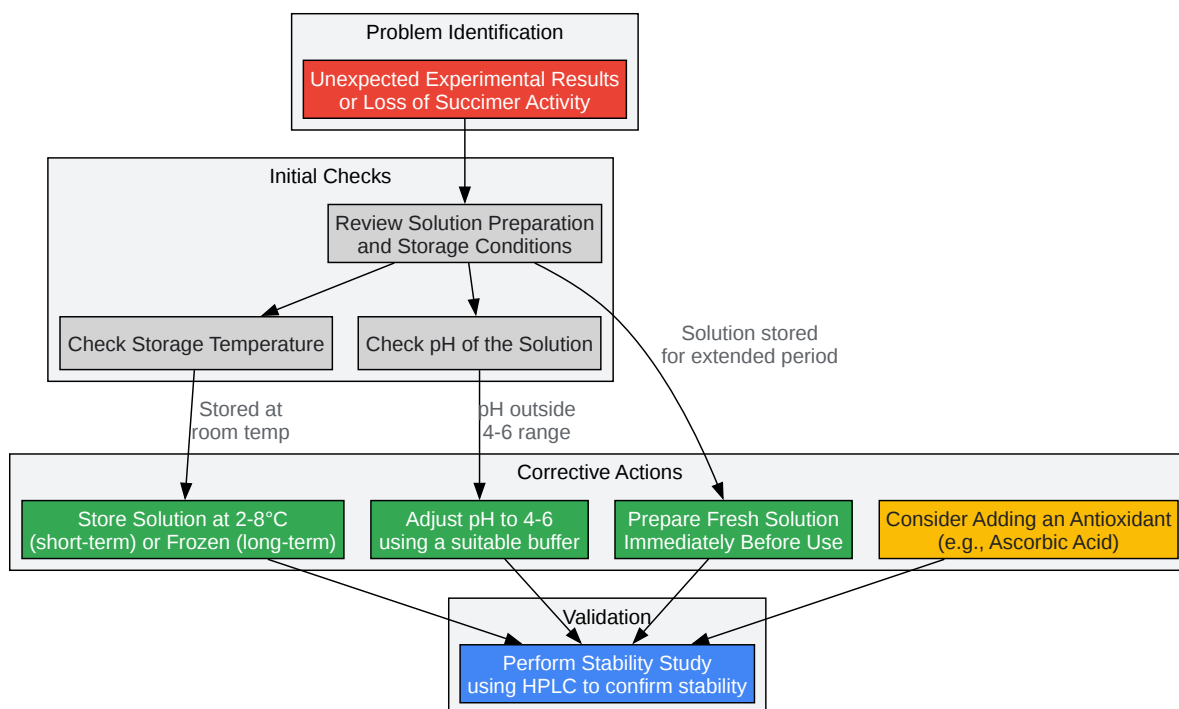 Problem Identification
Unexpected Experimental Results
or Loss of Succimer Activity
Initial Checks
Review Solution Preparation
and Storage Conditions
Check Storage Temperature
Check pH of the Solution
Solution stored
for extended period
Stored at
room temp
pH outside
4-6 range
Corrective Actions
Store Solution at 2-8°C
(short-term) or Frozen (long-term)
Adjust pH to 4-6
using a suitable buffer
Prepare Fresh Solution
Immediately Before Use
Consider Adding an Antioxidant
(e.g., Ascorbic Acid)
Validation
Perform Stability Study
using HPLC to confirm stability